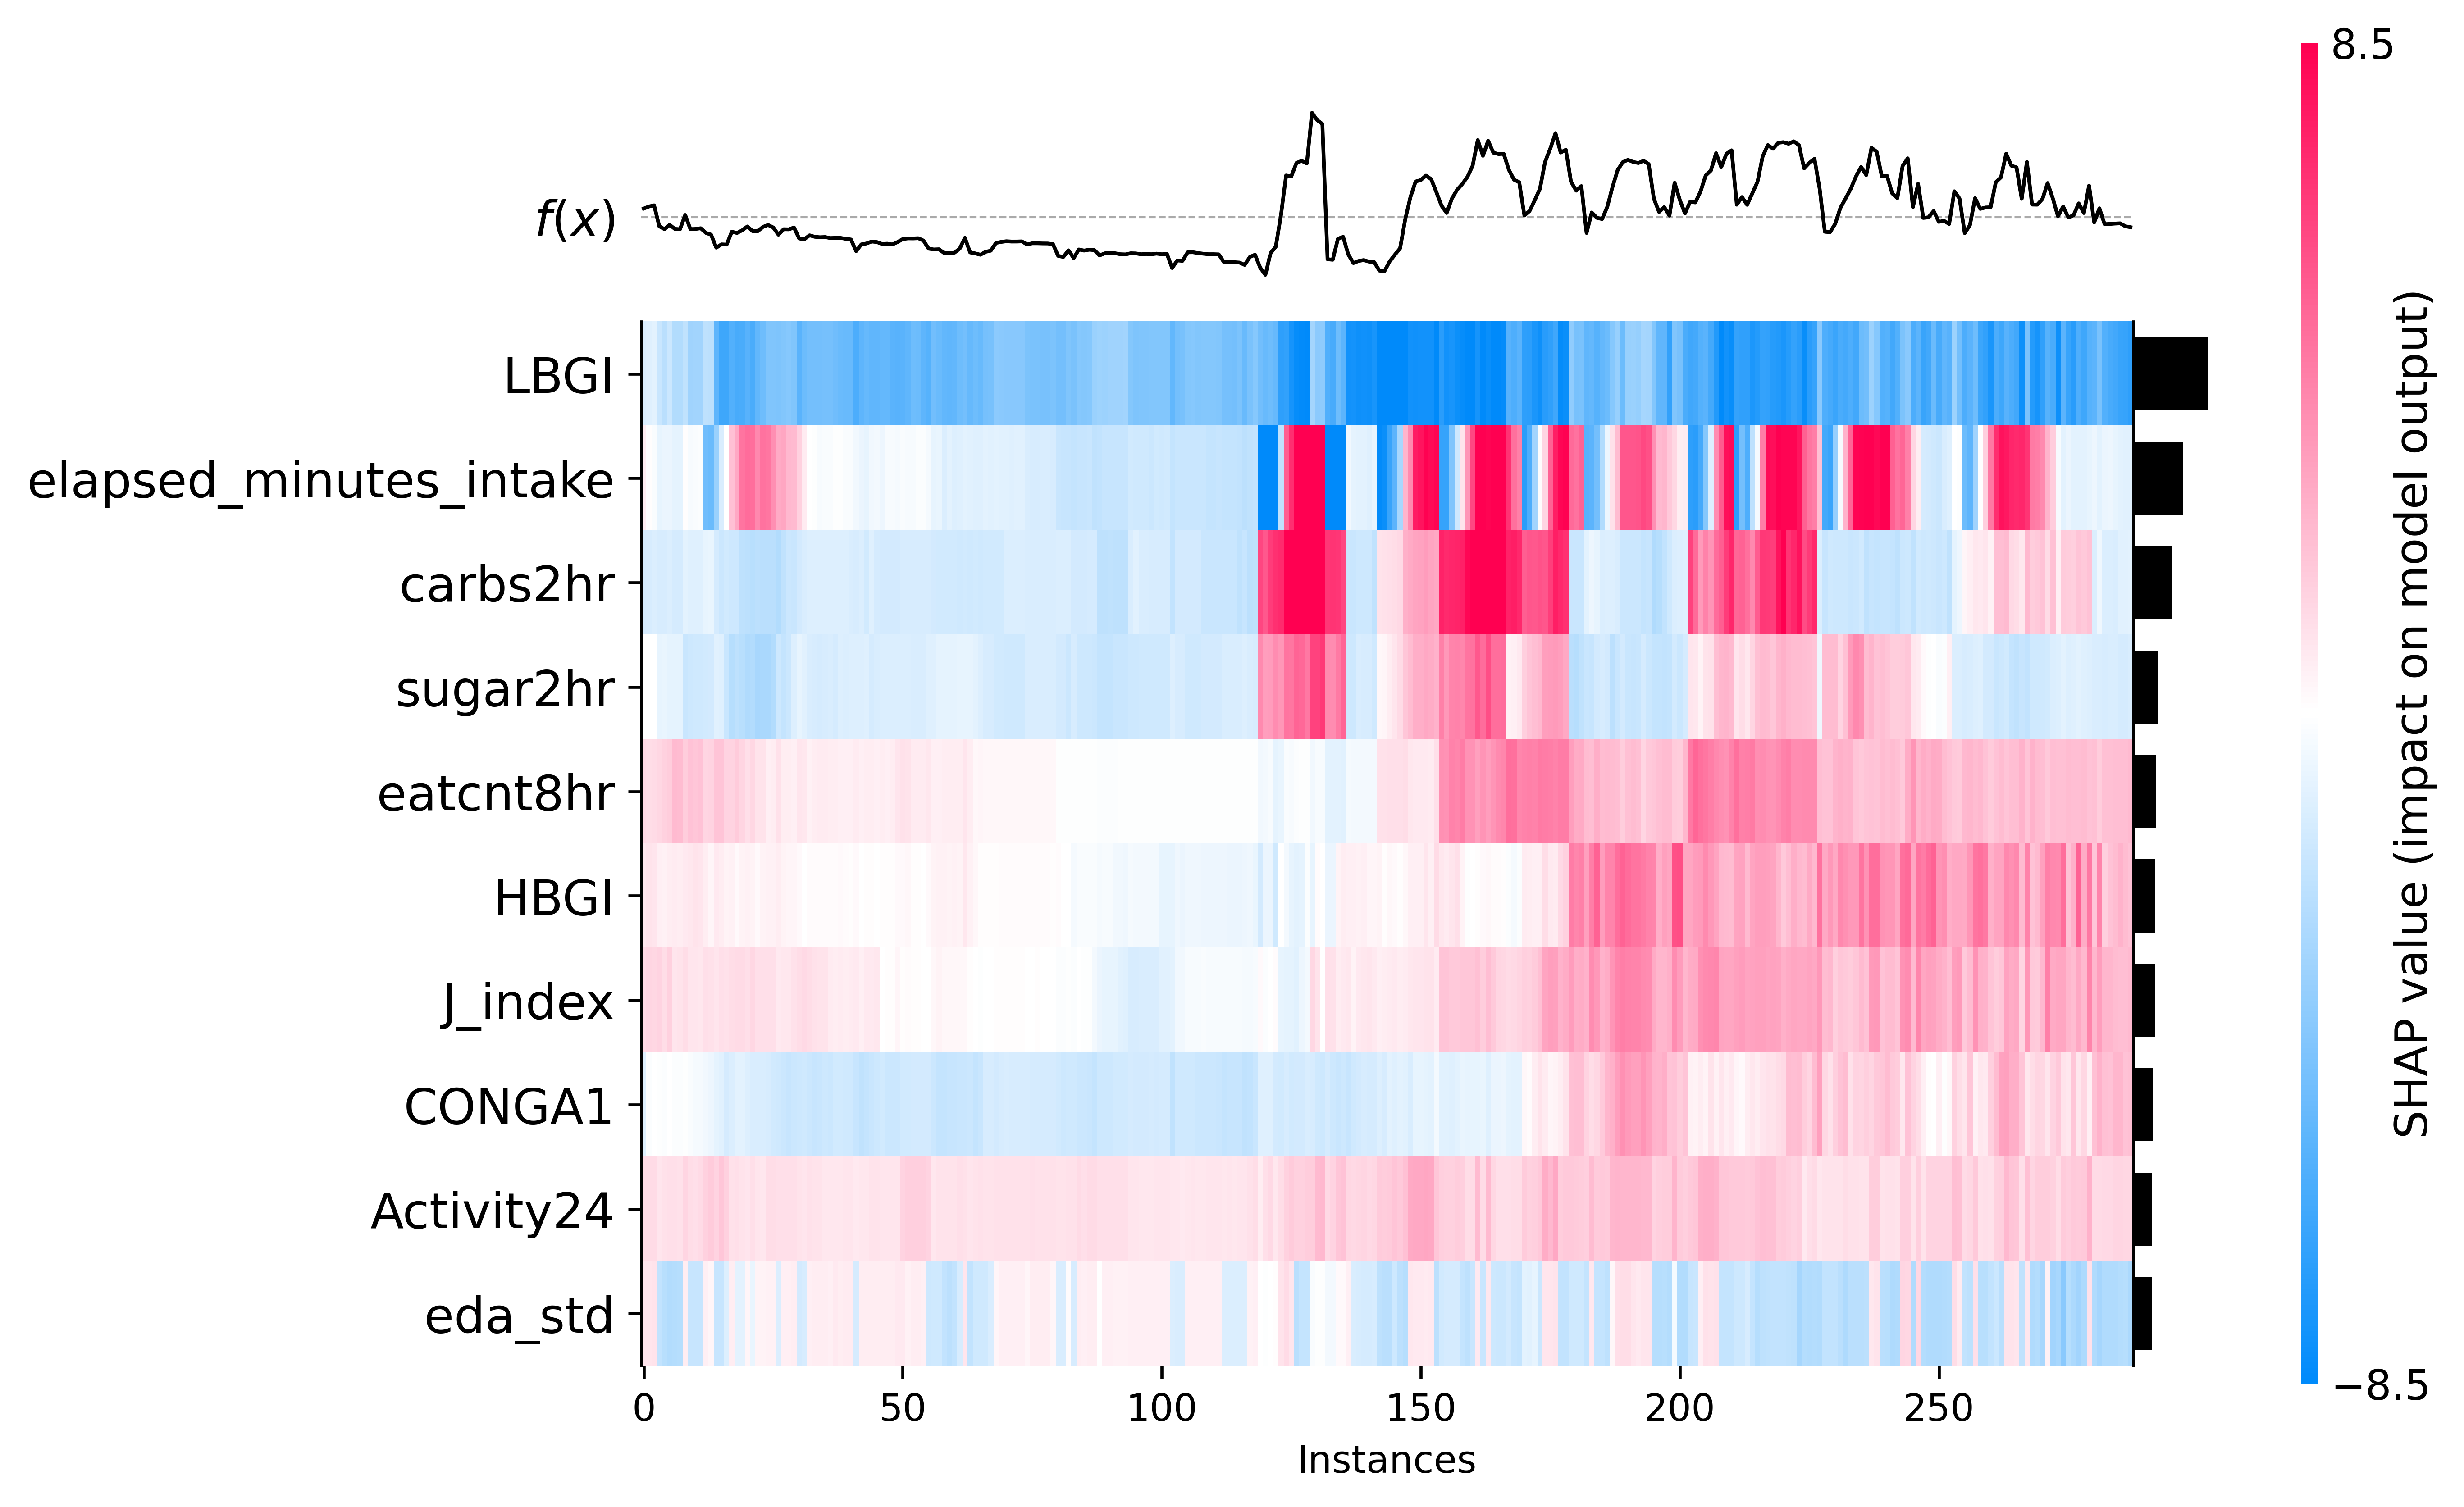 8.5
f(x)
LBGI
elapsed_minutes_intake
carbs2hr
sugar2hr
eatcnt8hr
HBGI
J_index
CONGA1
Activity24
eda_std
0 50 100 150 200 250
Instances
−8.5
SHAP value (impact on model output)